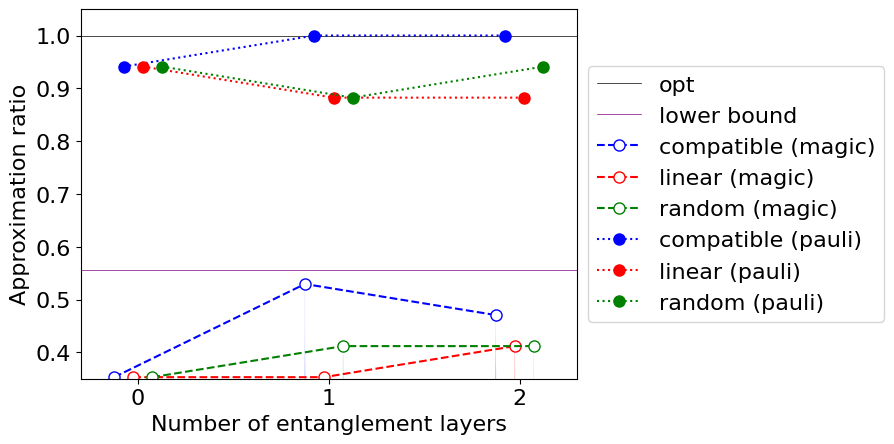 1.0
0.9
0.8
0.7
0.6
0.5
0.4
Approximation ratio
0
1
2
Number of entanglement layers
opt
lower bound
compatible (magic)
linear (magic)
random (magic)
compatible (pauli)
linear (pauli)
random (pauli)